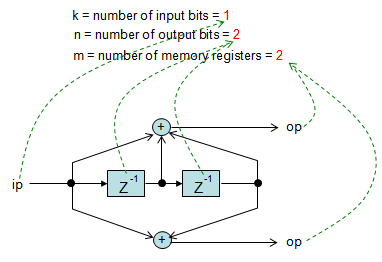 k = number of input bits = 1
n = number of output bits = 2
m = number of memory registers = 2
+
op
ip
Z-1
Z-1
+
op